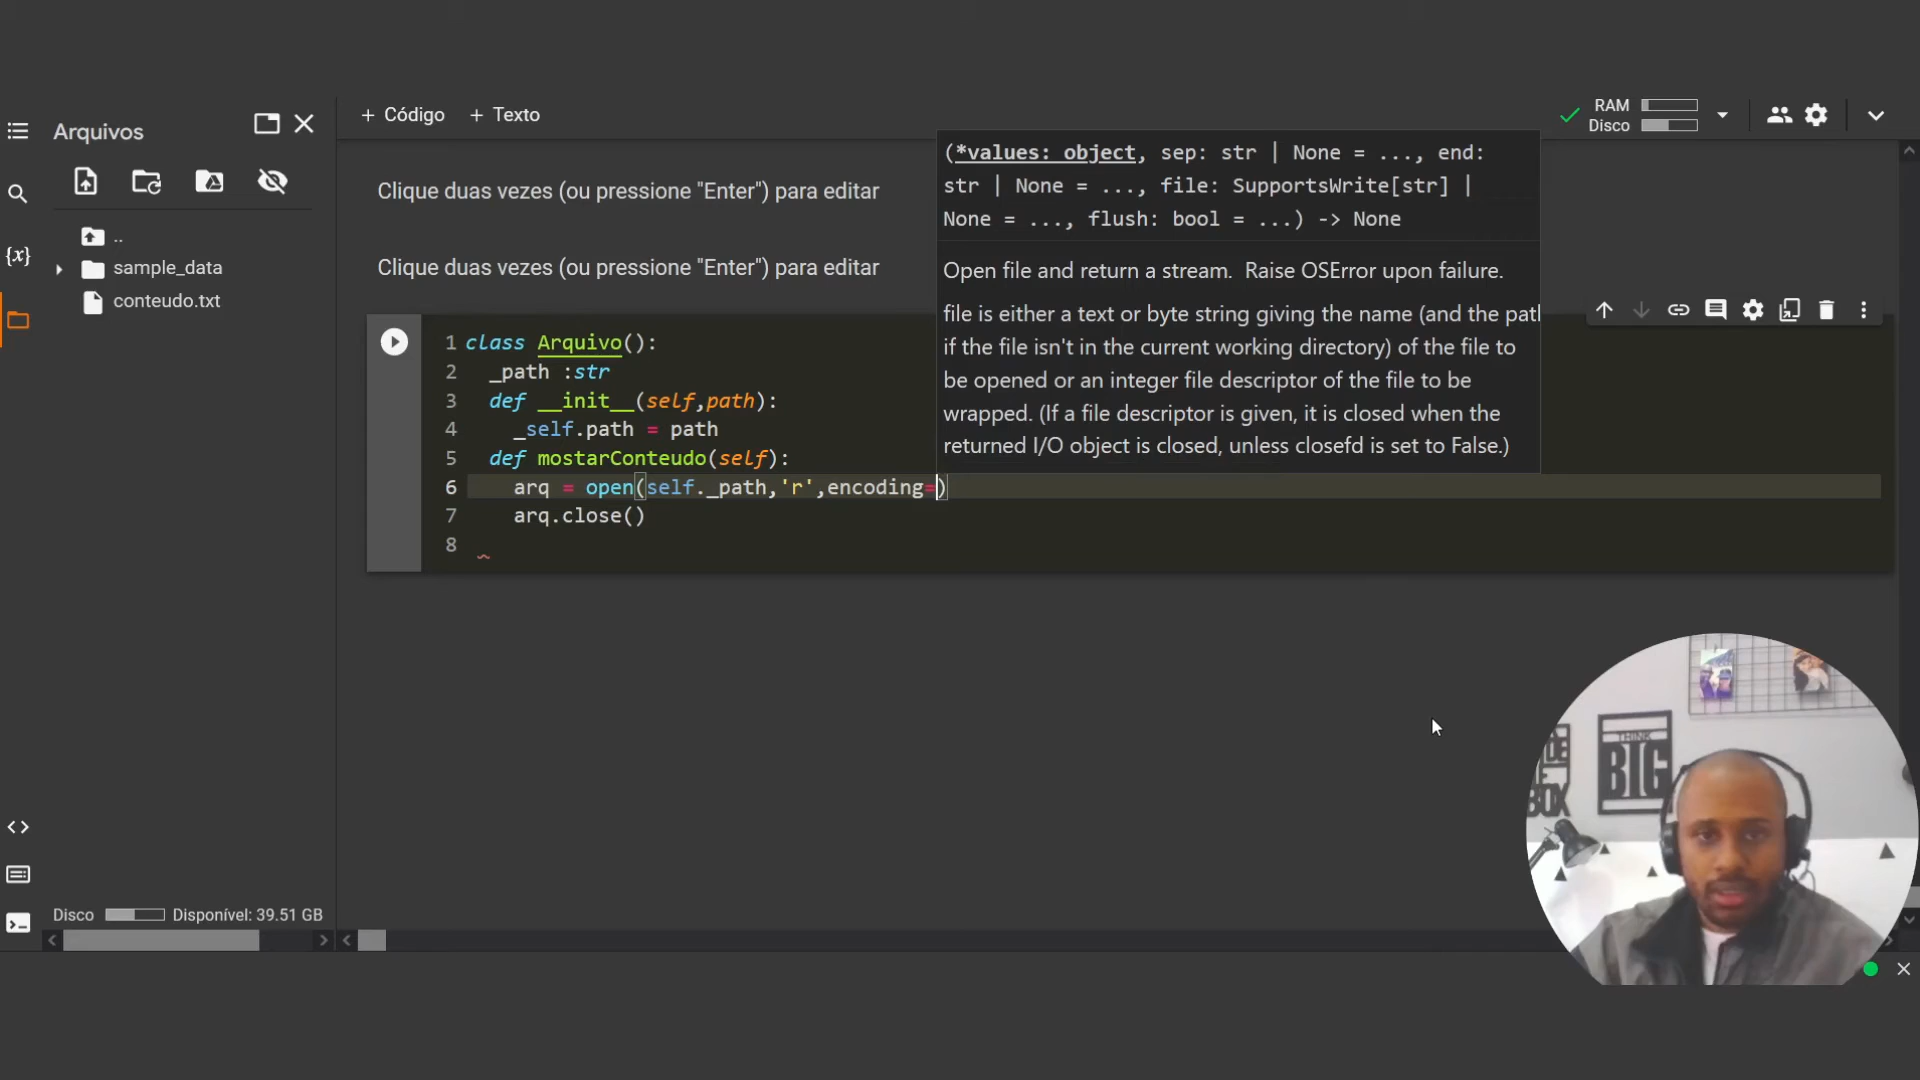 Arquivos
+ Código + Texto
RAM
Disco
..
sample_data
conteudo.txt
Clique duas vezes (ou pressione "Enter") para editar
Clique duas vezes (ou pressione "Enter") para editar
(*values: object, sep: str | None = ..., end:
str | None = ..., file: SupportsWrite[str] |
None = ..., flush: bool = ...) -> None
Open file and return a stream. Raise OSError upon failure.
file is either a text or byte string giving the name (and the path
if the file isn't in the current working directory) of the file to
be opened or an integer file descriptor of the file to be
wrapped. (If a file descriptor is given, it is closed when the
returned I/O object is closed, unless closefd is set to False.)
1 class Arquivo():
2 _path :str
3 def __init__(self,path):
4 _self.path = path
5 def mostarConteudo(self):
6 arq = open(self._path,'r',encoding=)
7 arq.close()
8
{x}
Disco Disponível: 39.51 GB
THINK
BIG
BOX